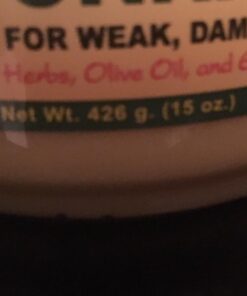 FOR WEAK, DAM
Herbs, Olive Oil, and
Net Wt. 426 g. (15 oz.)